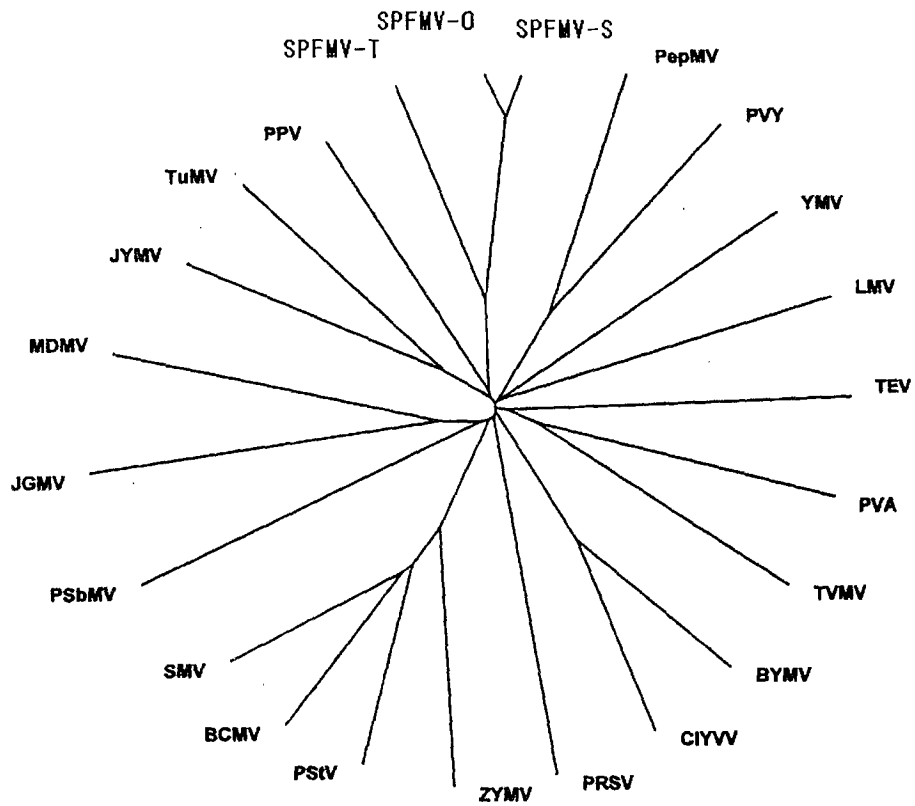 SPFMV-O
SPFMV-T
SPFMV-S
PepMV
PPV
PVY
TuMV
YMV
JYMV
LMV
MDMV
TEV
JGMV
PVA
PSbMV
TVMV
SMV
BYMV
BCMV
ClYVV
PStV
ZYMV
PRSV